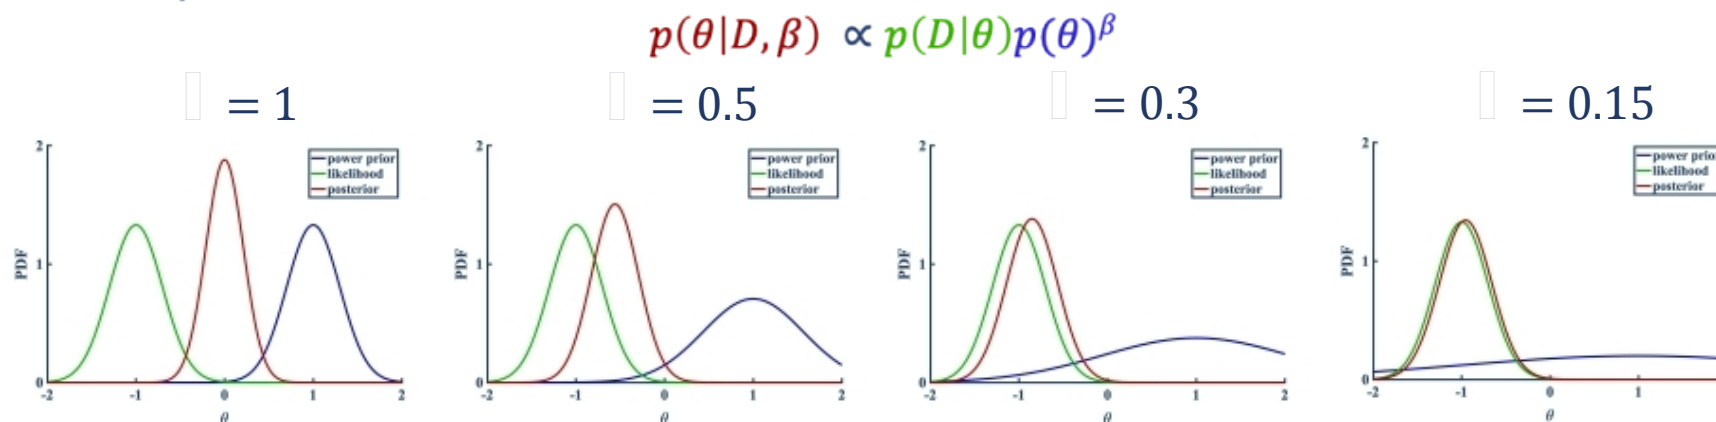 p(θ|D, β) ∝ p(D|θ)p(θ)^β
= 1
= 0.5
= 0.3
= 0.15
2
1
0
PDF
-2
-1
0
1
2
θ
power prior
likelihood
posterior
2
1
0
PDF
-2
-1
0
1
2
θ
power prior
likelihood
posterior
2
1
0
PDF
-2
-1
0
1
2
θ
power prior
likelihood
posterior
2
1
0
PDF
-2
-1
0
1
θ
power prior
likelihood
posterior